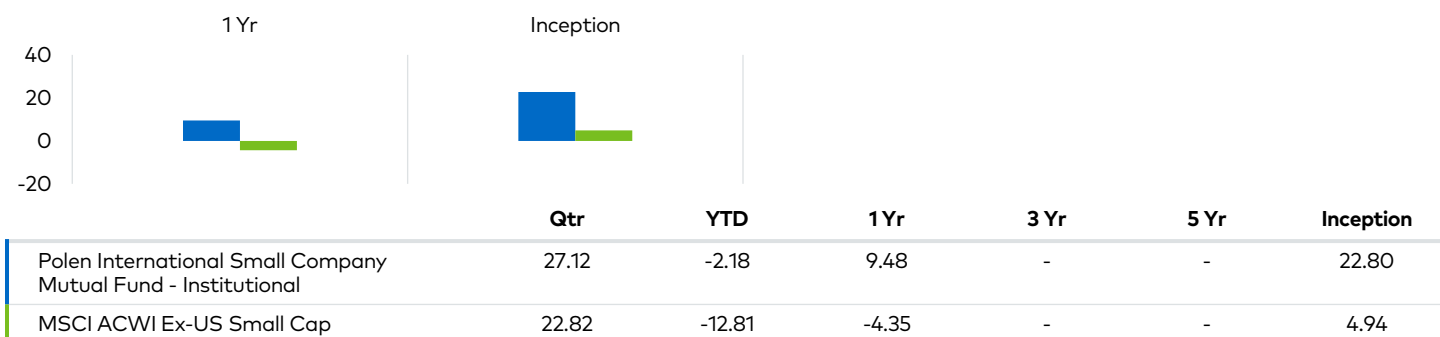 1 Yr Inception
40
20
0
-20
Qtr YTD 1 Yr 3 Yr 5 Yr Inception
Polen International Small Company 27.12 -2.18 9.48 - - 22.80
Mutual Fund - Institutional
MSCI ACWI Ex-US Small Cap 22.82 -12.81 -4.35 - - 4.94